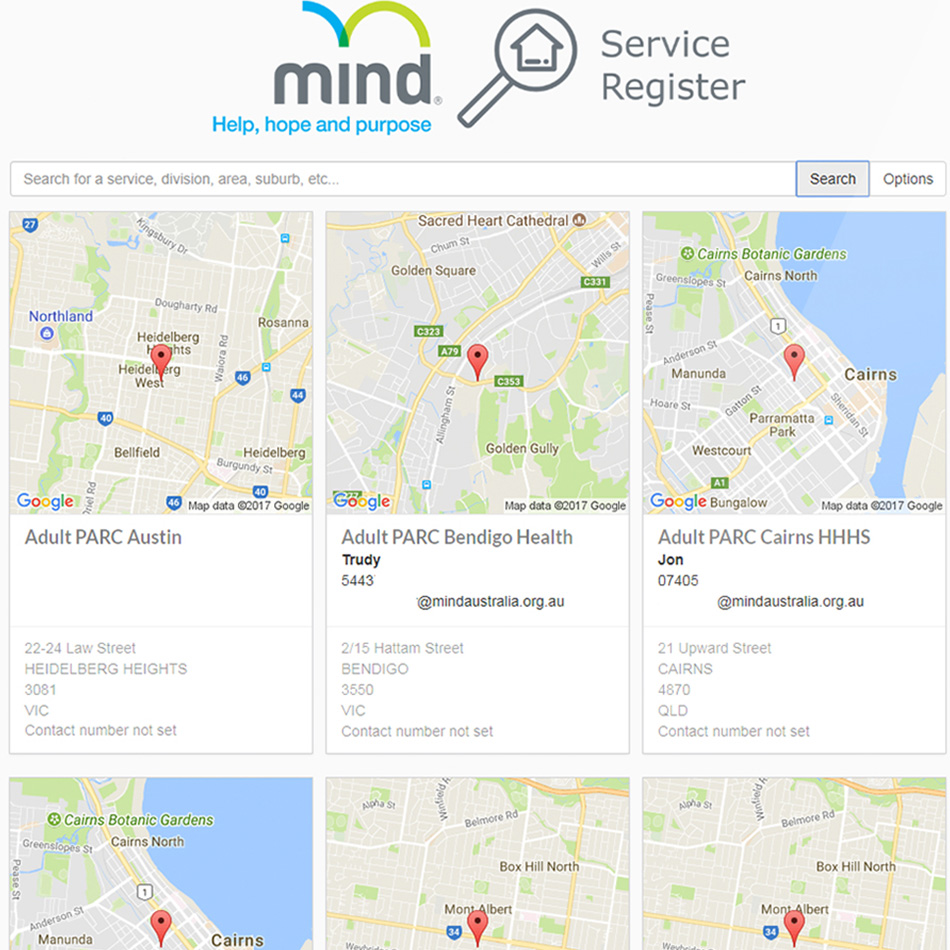 mind®
Help, hope and purpose
Service
Register
Search for a service, division, area, suburb, etc...
Search
Options
27
Kingsbury Dr
Dougharty Rd
Northland
Rosanna
Heidelberg
Heights
Waiora Rd
Heidelberg
West
46
44
40
Bellfield
Heidelberg
Burgundy St
Oriel Rd
40
46
Google
Map data ©2017 Google
Sacred Heart Cathedral
Chum St
Wills St
Golden Square
C331
C323
A79
C353
Allingham St
Golden Gully
Google
Map data ©2017 Google
Cairns Botanic Gardens
Cairns North
Greenslopes St
Pease St
1
Anderson St
Manunda
Cairns
Gatton St
Hoare St
Sheridan St
Parramatta
Park
Westcourt
A1
Bungalow
Google
Map data ©2017 Google
Adult PARC Austin
22-24 Law Street
HEIDELBERG HEIGHTS
3081
VIC
Contact number not set
Adult PARC Bendigo Health
Trudy
5443
@mindaustralia.org.au
2/15 Hattam Street
BENDIGO
3550
VIC
Contact number not set
Adult PARC Cairns HHHS
Jon
07405
@mindaustralia.org.au
21 Upward Street
CAIRNS
4870
QLD
Contact number not set
Cairns Botanic Gardens
Cairns North
Greenslopes St
Pease St
1
Anderson St
Manunda
Cairns
Alpha St
Belmore Rd
Box Hill North
Mont Albert
34
Alpha St
Belmore Rd
Box Hill North
Mont Albert
34